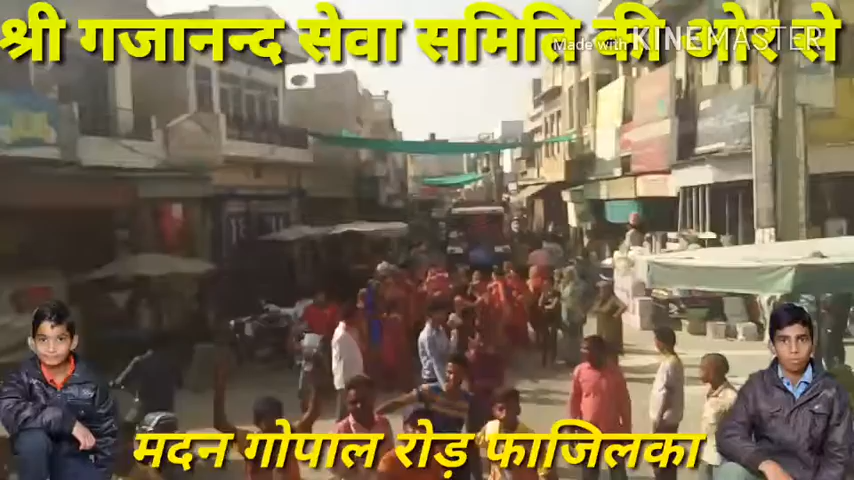 श्री गजानन्द सेवा समिति की ओर से
Made with KINEMASTER
मदन गोपाल रोड़ फाजिलका